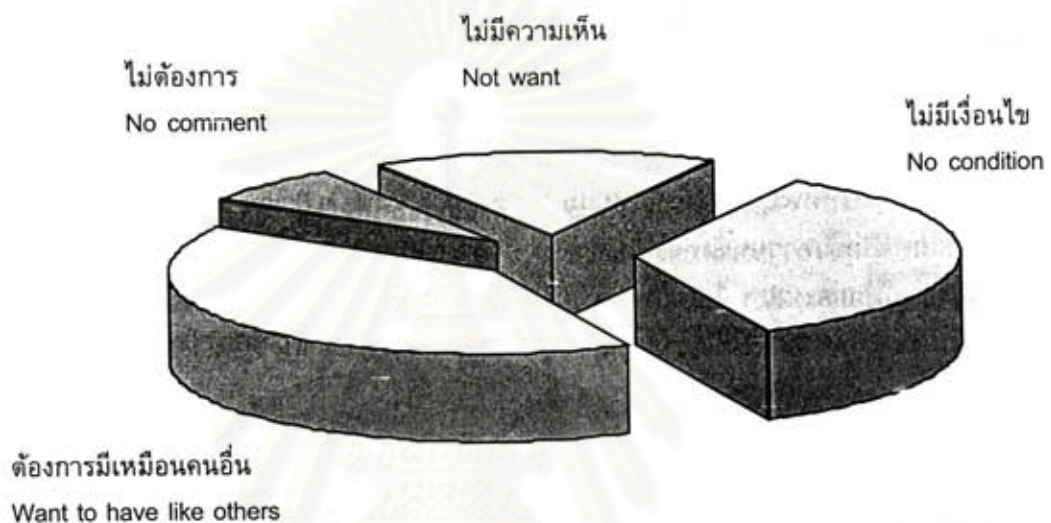 ไม่มีความเห็น
Not want
ไม่ต้องการ
No comment
ไม่มีเงื่อนไข
No condition
ต้องการมีเหมือนคนอื่น
Want to have like others